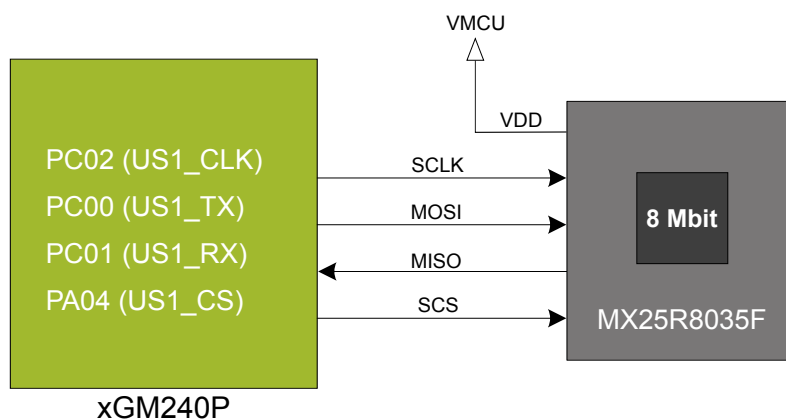 VMCU
VDD
PC02 (US1_CLK)
SCLK
PC00 (US1_TX)
MOSI
8 Mbit
PC01 (US1_RX)
MISO
PA04 (US1_CS)
SCS
MX25R8035F
xGM240P